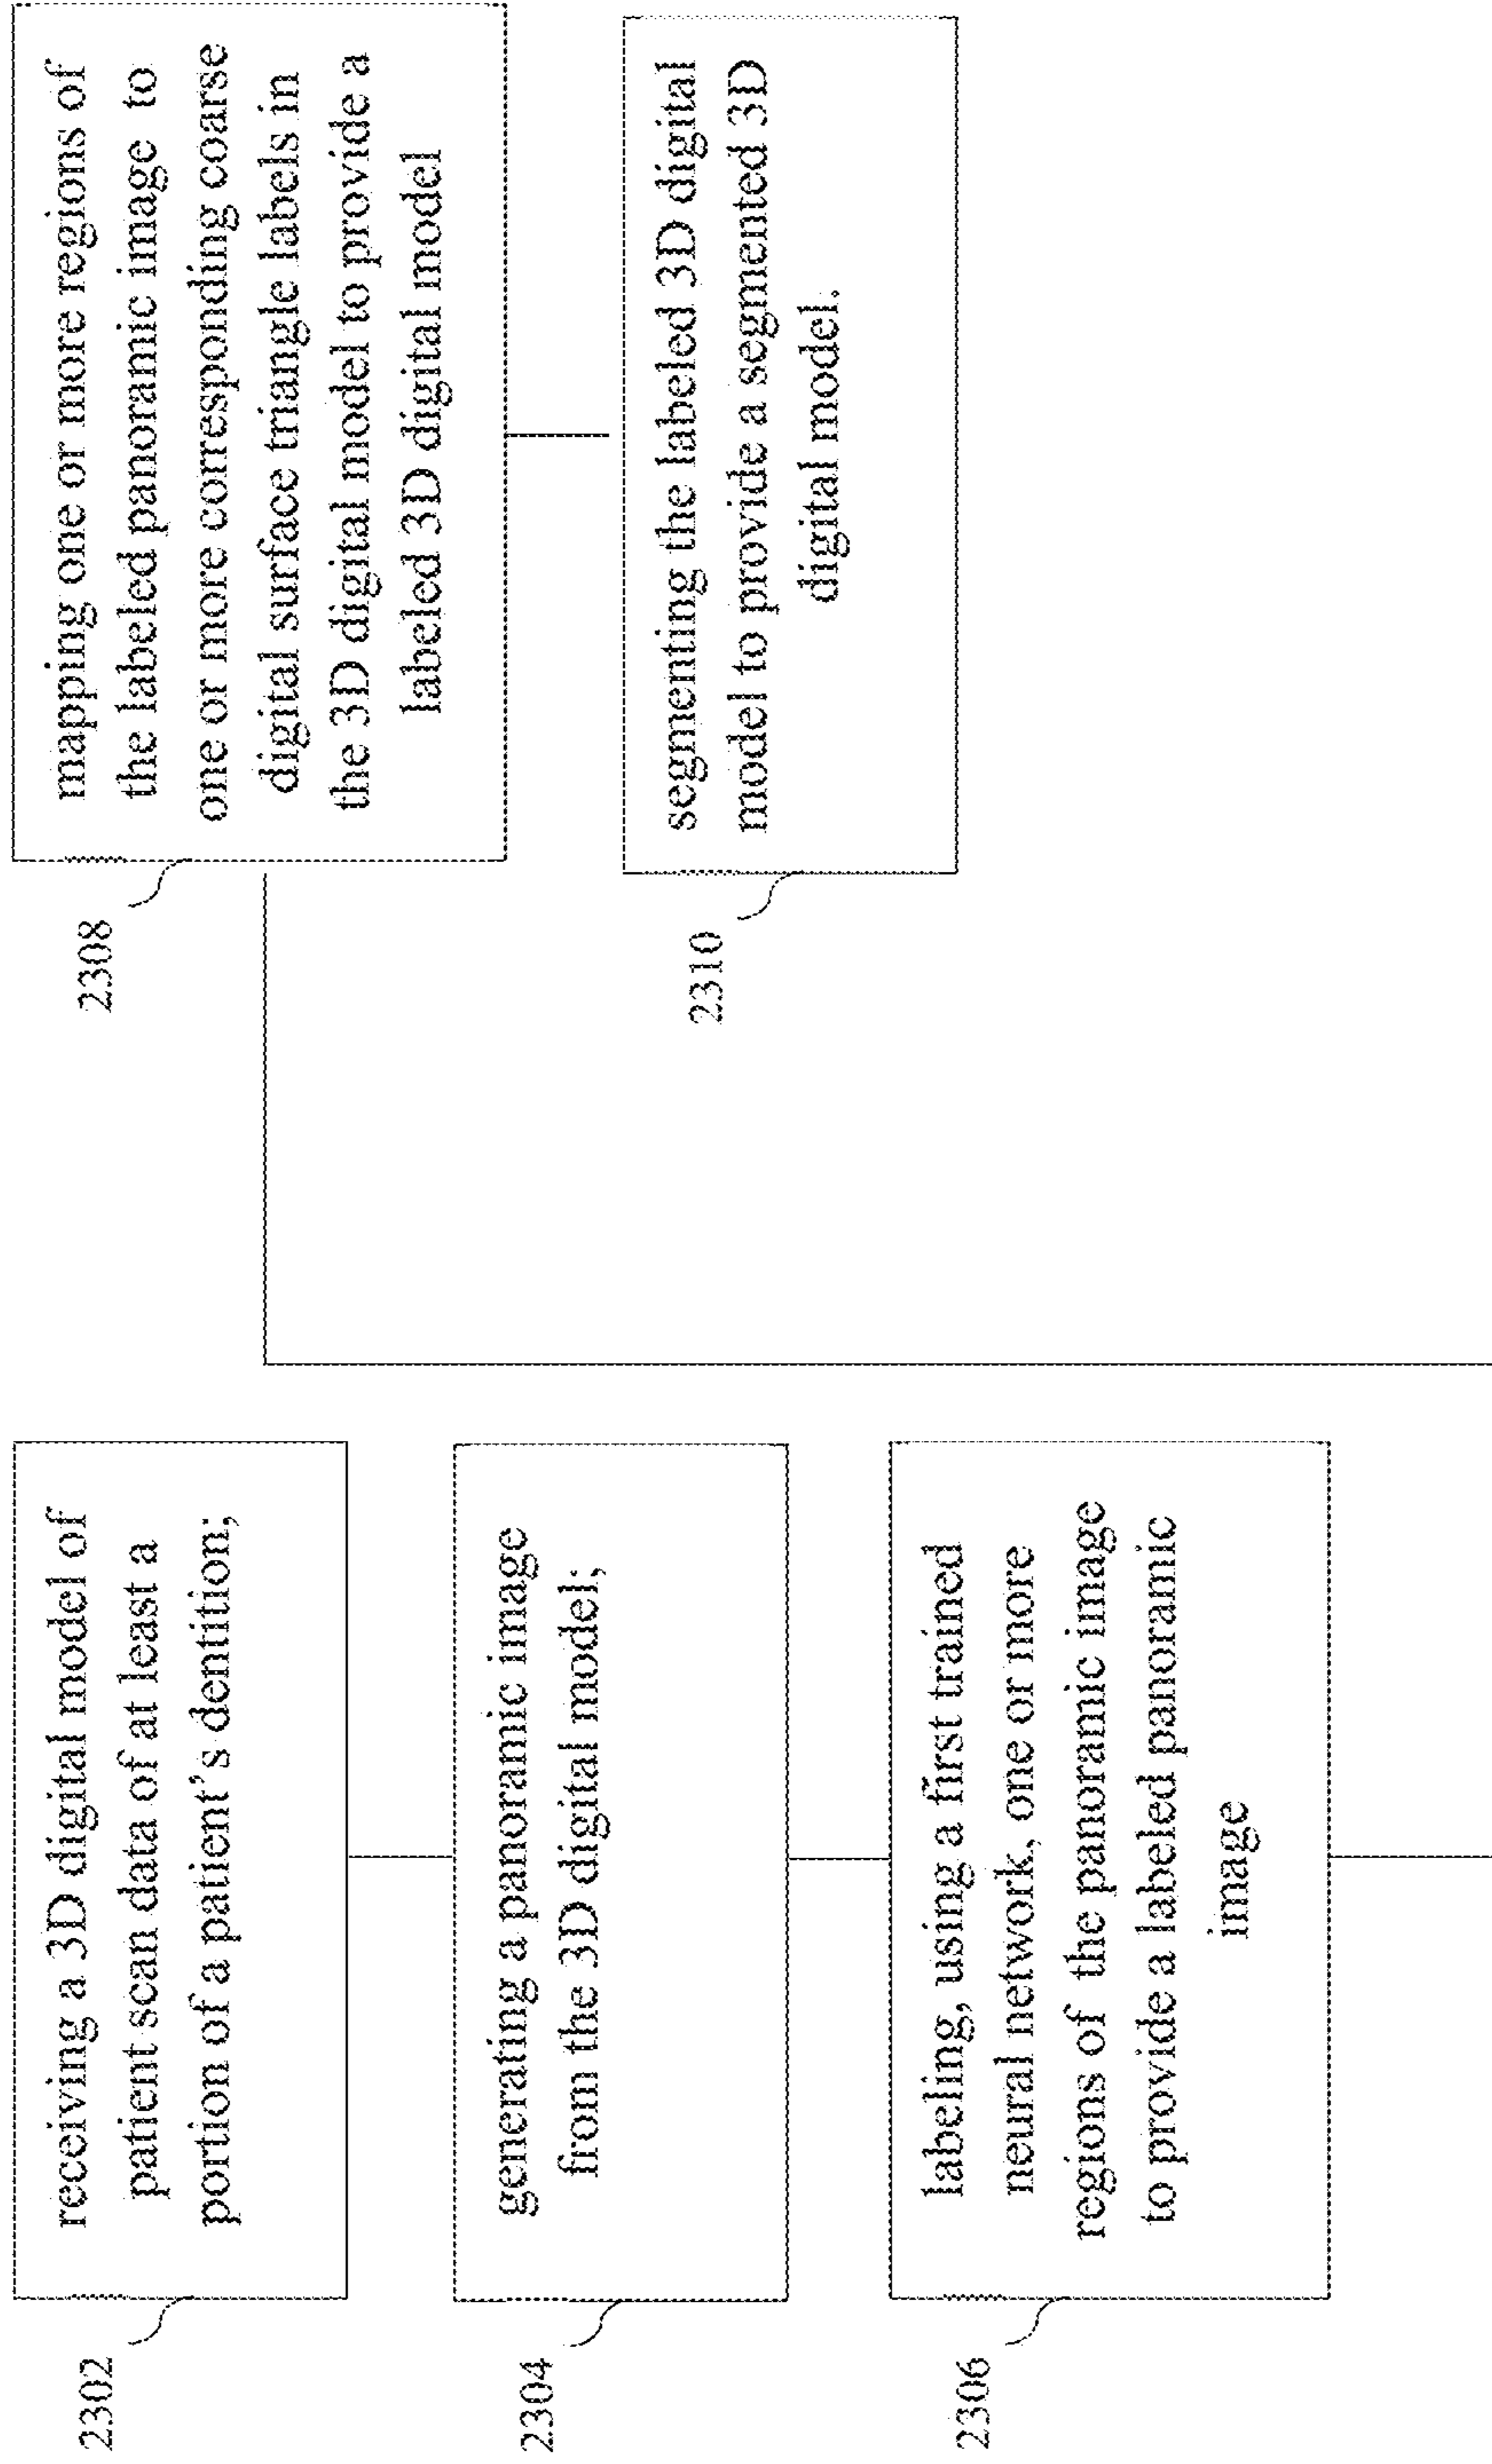 2302
receiving a 3D digital model of
patient scan data of at least a
portion of a patient's dentition;
2304
generating a panoramic image
from the 3D digital model;
2306
labeling, using a first trained
neural network, one or more
regions of the panoramic image
to provide a labeled panoramic
image
2308
mapping one or more regions of
the labeled panoramic image to
one or more corresponding coarse
digital surface triangle labels in
the 3D digital model to provide a
labeled 3D digital model
2310
segmenting the labeled 3D digital
model to provide a segmented 3D
digital model.